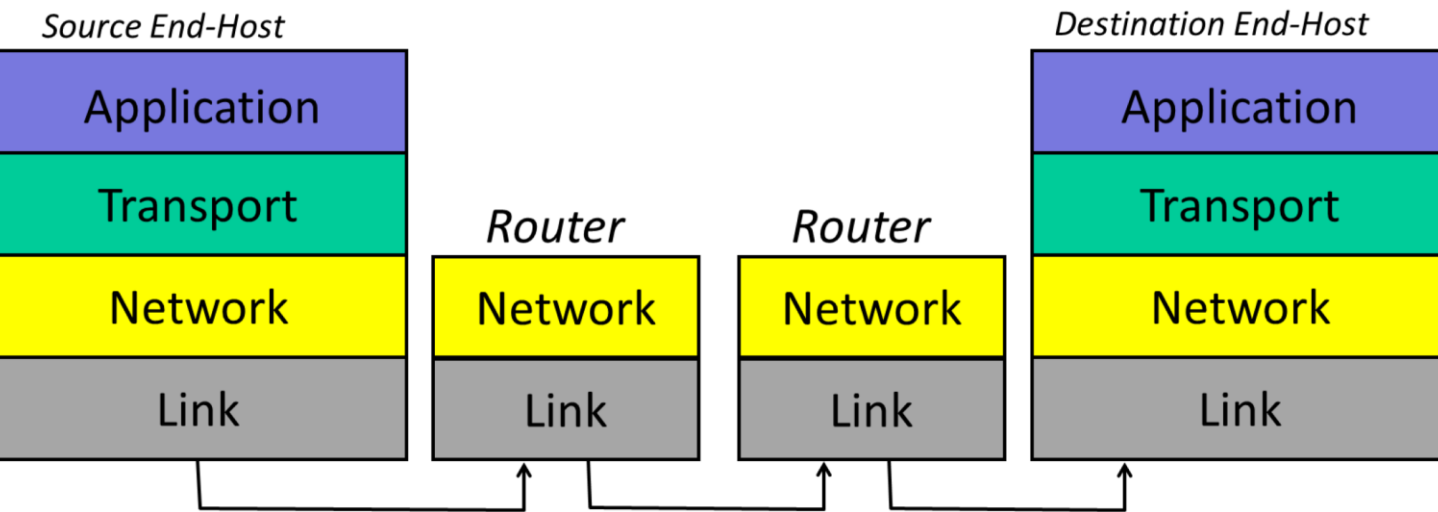 Source End-Host
Destination End-Host
Application
Application
Transport
Transport
Router
Router
Network
Network
Network
Network
Link
Link
Link
Link